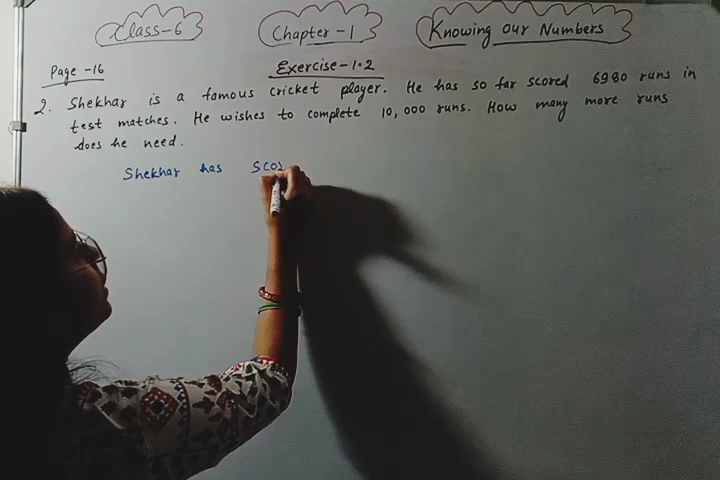 Class-6
Chapter-1
Knowing Our Numbers
Page -16
Exercise-1.2
2. Shekhar is a famous cricket player. He has so far scored 6980 runs in
test matches. He wishes to complete 10,000 runs. How many more runs
does he need.
Shekhar has